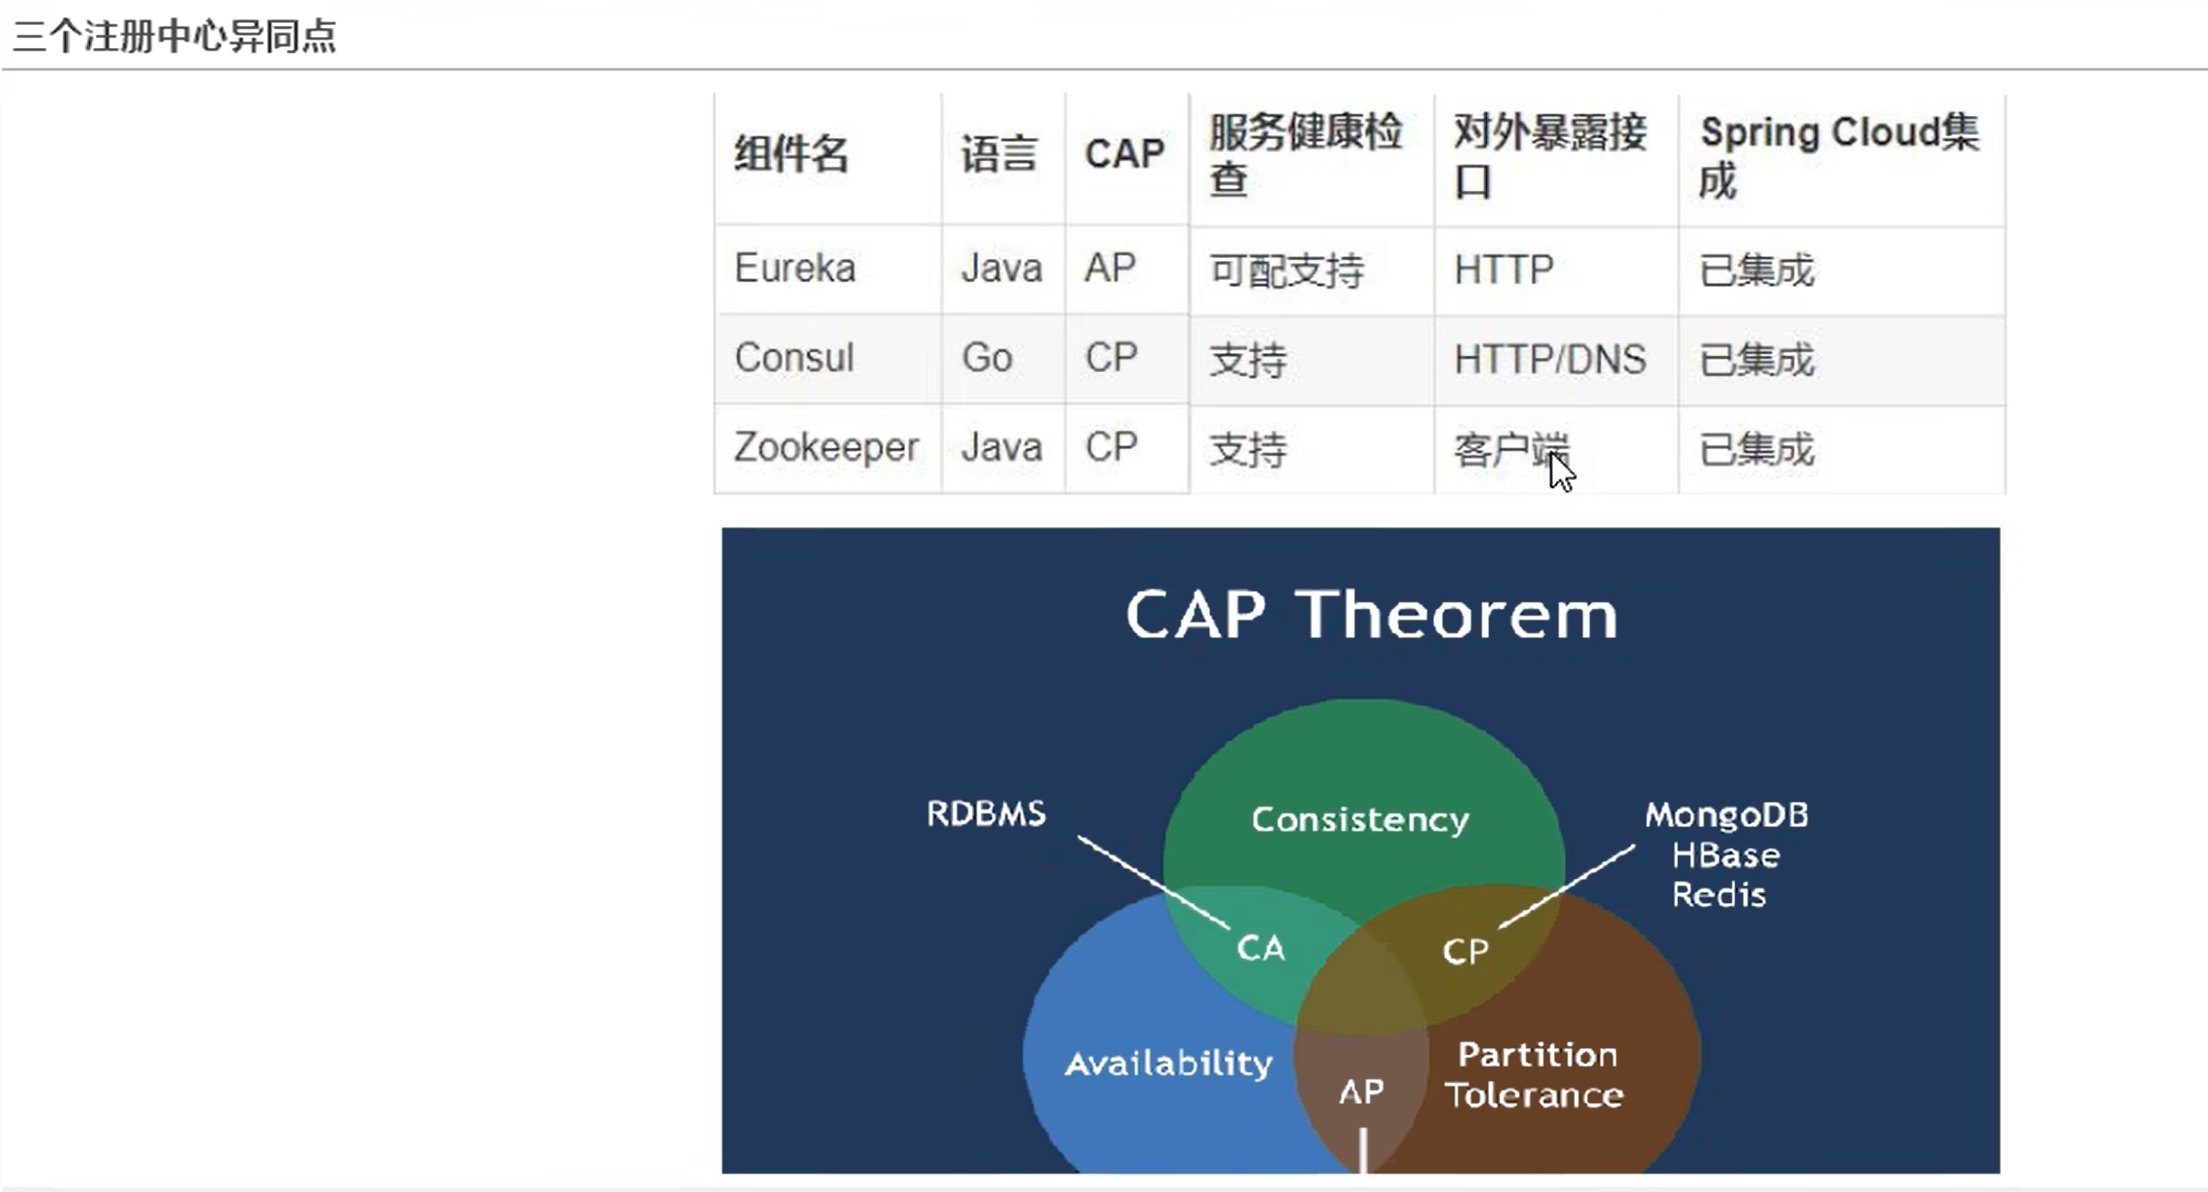 三个注册中心异同点
组件名 语言 CAP 服务健康检查 对外暴露接口 Spring Cloud集成
Eureka Java AP 可配支持 HTTP 已集成
Consul Go CP 支持 HTTP/DNS 已集成
Zookeeper Java CP 支持 客户端 已集成
CAP Theorem
RDBMS
Consistency
MongoDB
HBase
Redis
CA
CP
Availability
Partition
Tolerance
AP